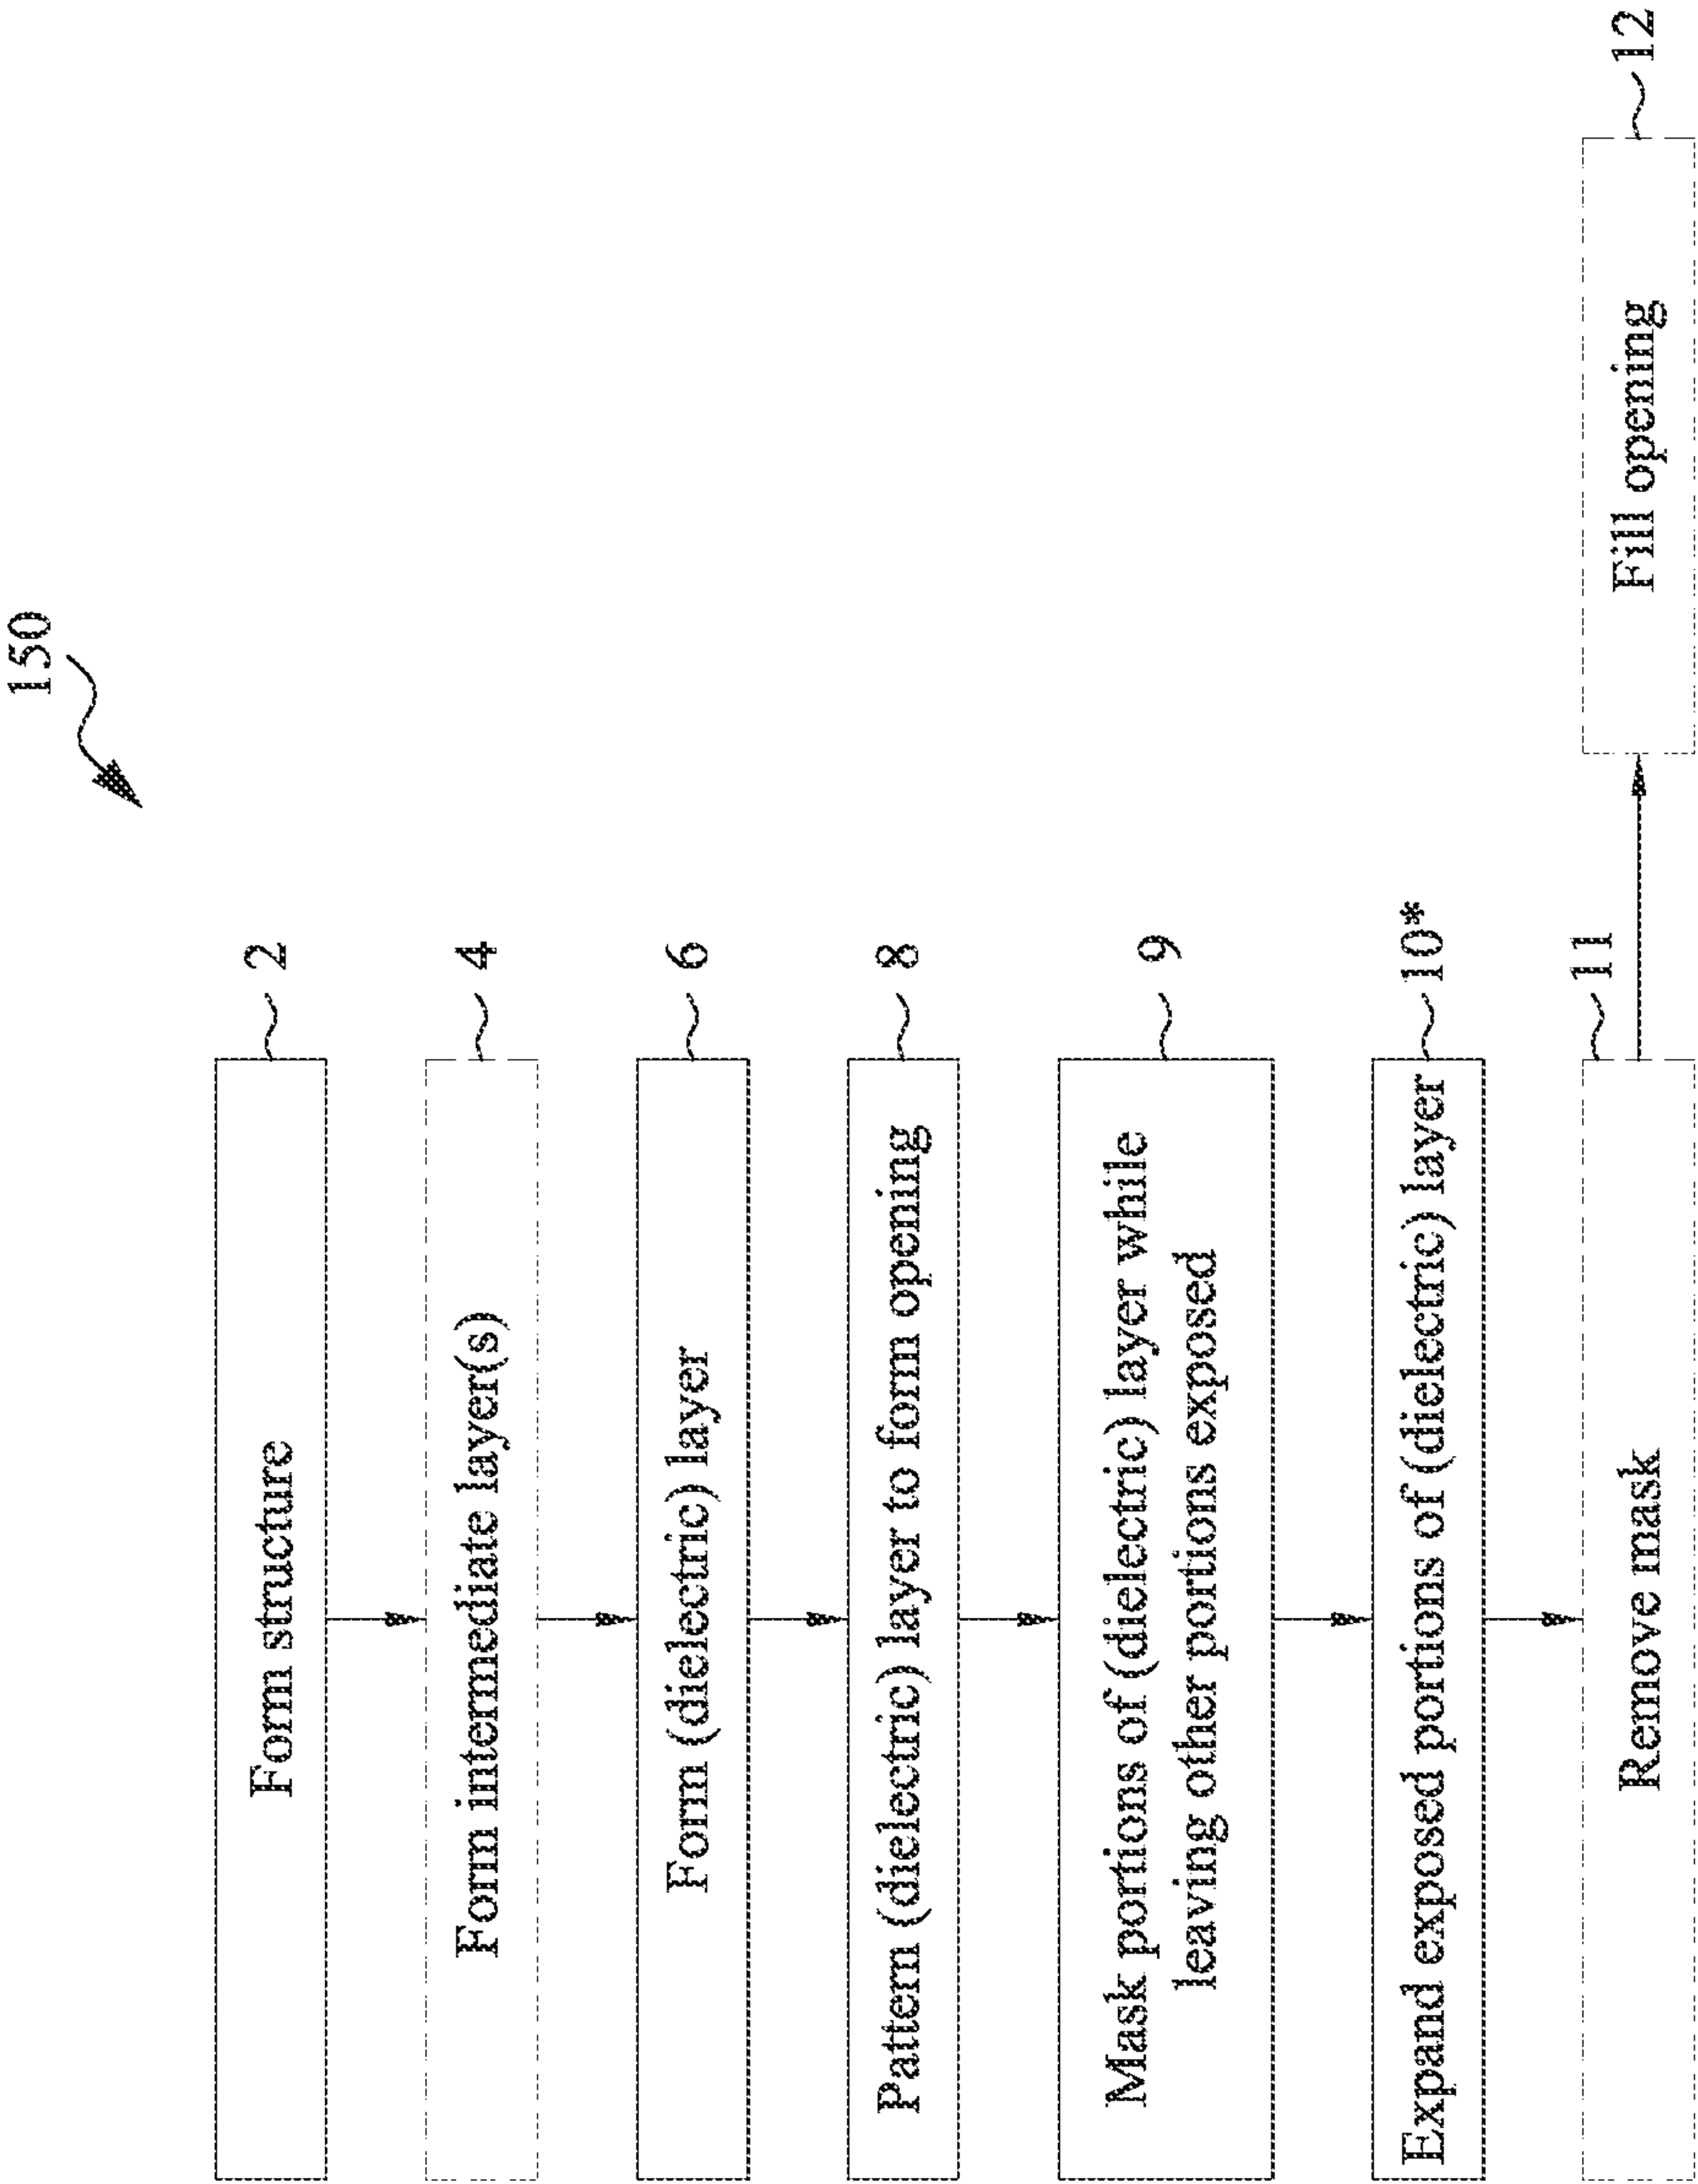 150
Form structure
2
Form intermediate layer(s)
4
Form (dielectric) layer
6
Pattern (dielectric) layer to form opening
8
Mask portions of (dielectric) layer while
leaving other portions exposed
9
Expand exposed portions of (dielectric) layer
10*
Remove mask
11
Fill opening
12